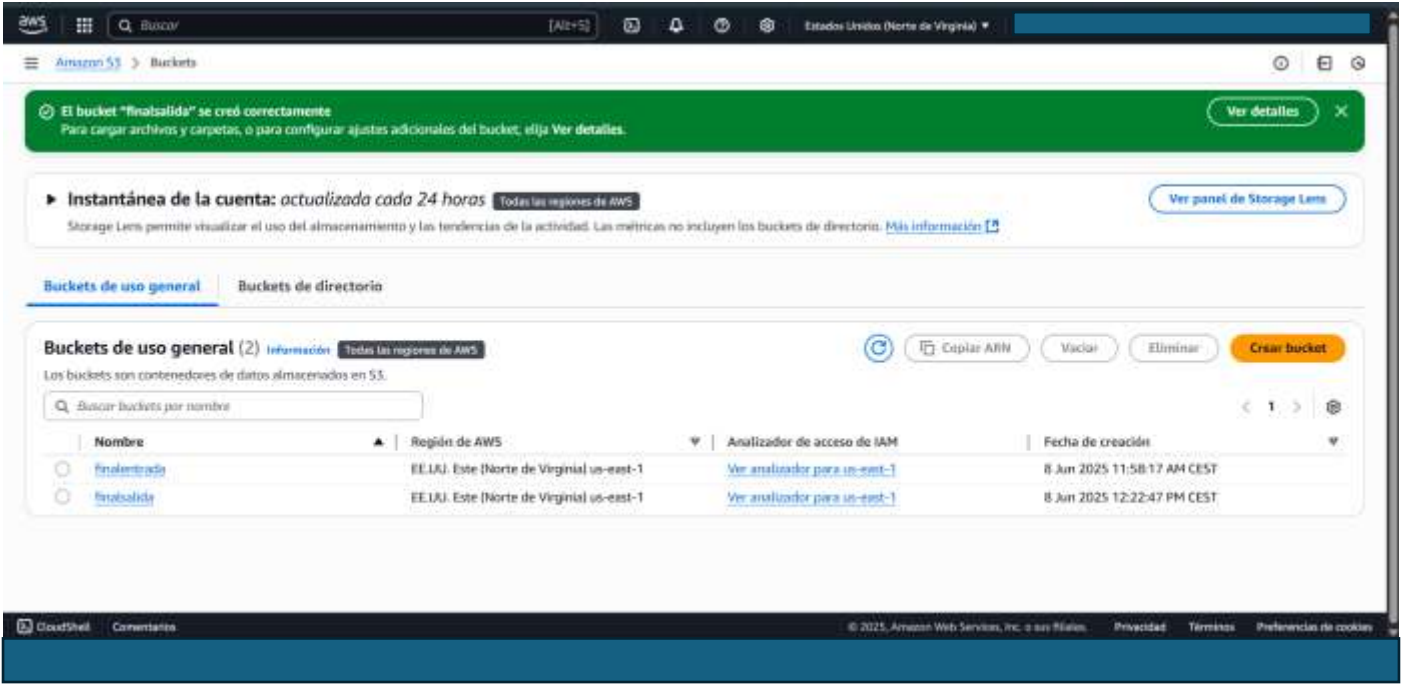 aws
Buscar [Alt+S] Estados Unidos (Norte de Virginia)
Amazon S3 > Buckets
El bucket "finalsalida" se creó correctamente
Para cargar archivos y carpetas, o para configurar ajustes adicionales del bucket, elija Ver detalles.
Ver detalles
Instantánea de la cuenta: actualizada cada 24 horas Todas las regiones de AWS
Ver panel de Storage Lens
Storage Lens permite visualizar el uso del almacenamiento y las tendencias de la actividad. Las métricas no incluyen los buckets de directorio. Más información
Buckets de uso general Buckets de directorio
Buckets de uso general (2) Información Todas las regiones de AWS
Copiar ARN Vaciar Eliminar Crear bucket
Los buckets son contenedores de datos almacenados en S3.
Buscar buckets por nombre
< 1 >
Nombre Región de AWS Analizador de acceso de IAM Fecha de creación
finalentrada EE.UU. Este (Norte de Virginia) us-east-1 Ver analizador para us-east-1 8 Jun 2025 11:58:17 AM CEST
finalsalida EE.UU. Este (Norte de Virginia) us-east-1 Ver analizador para us-east-1 8 Jun 2025 12:22:47 PM CEST
CloudShell Comentarios © 2025, Amazon Web Services, Inc. o sus filiales. Privacidad Términos Preferencias de cookies